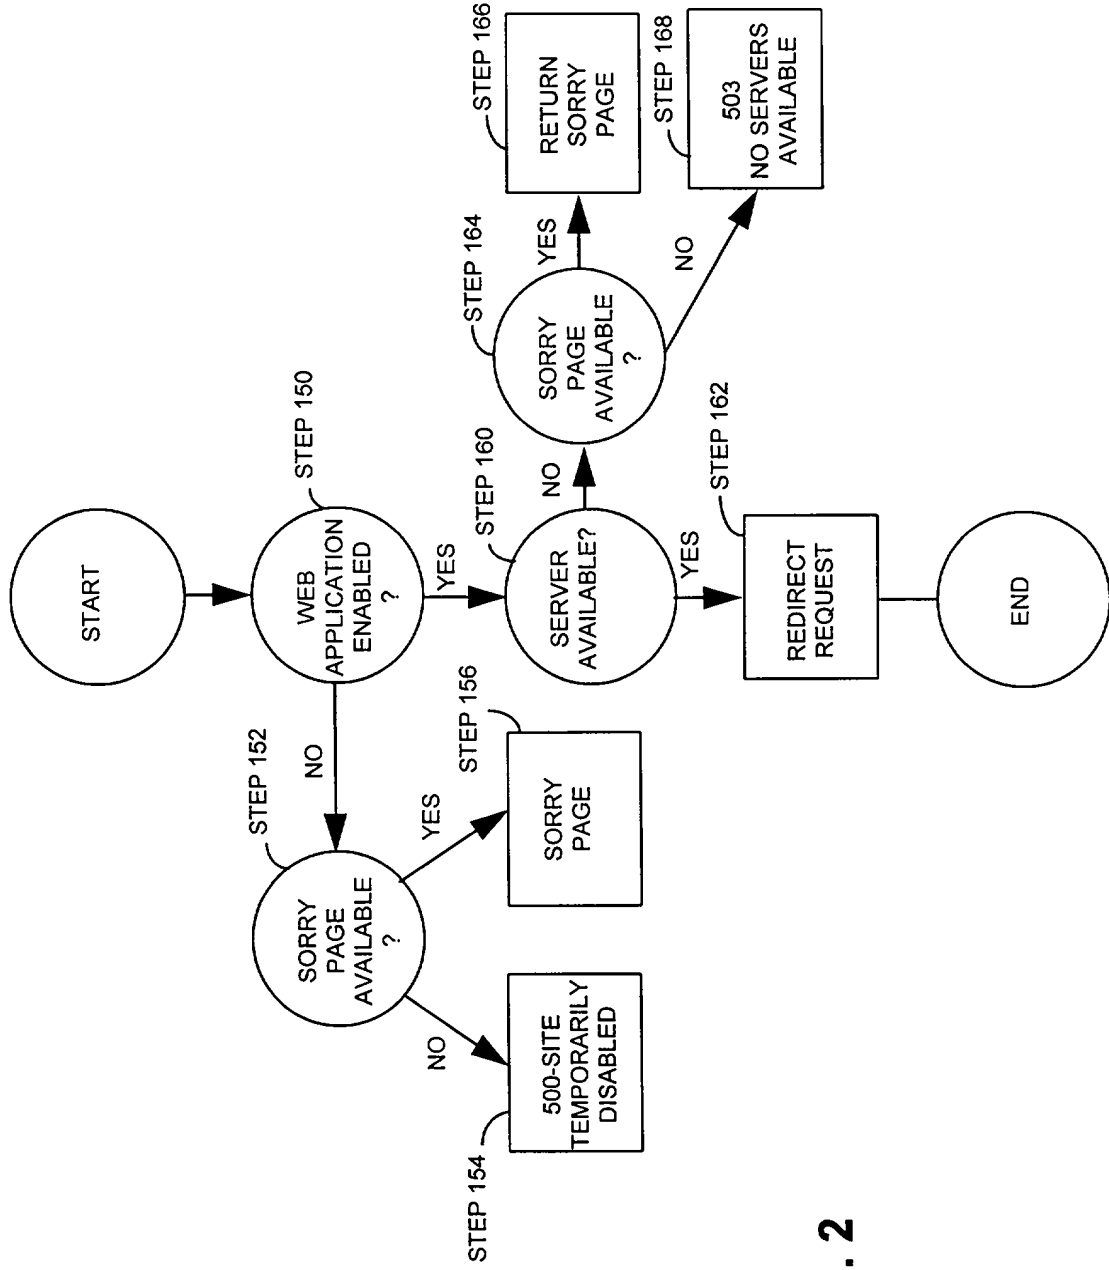 START
STEP 150
WEB
APPLICATION
ENABLED
?
NO
YES
STEP 152
SORRY
PAGE
AVAILABLE
?
NO
YES
STEP 154
500-SITE
TEMPORARILY
DISABLED
STEP 156
SORRY
PAGE
STEP 160
SERVER
AVAILABLE?
NO
YES
STEP 164
SORRY
PAGE
AVAILABLE
?
YES
NO
STEP 166
RETURN
SORRY
PAGE
STEP 168
503
NO SERVERS
AVAILABLE
STEP 162
REDIRECT
REQUEST
END
. 2